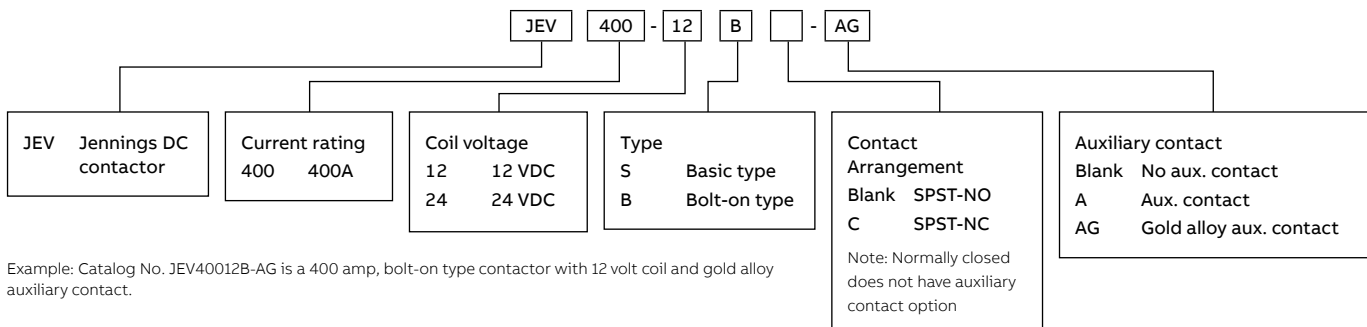 JEV 400 - 12 B - AG
JEV Jennings DC
contactor
Current rating
400 400A
Coil voltage
12 12 VDC
24 24 VDC
Type
S Basic type
B Bolt-on type
Contact
Arrangement
Blank SPST-NO
C SPST-NC
Note: Normally closed
does not have auxiliary
contact option
Auxiliary contact
Blank No aux. contact
A Aux. contact
AG Gold alloy aux. contact
Example: Catalog No. JEV40012B-AG is a 400 amp, bolt-on type contactor with 12 volt coil and gold alloy
auxiliary contact.